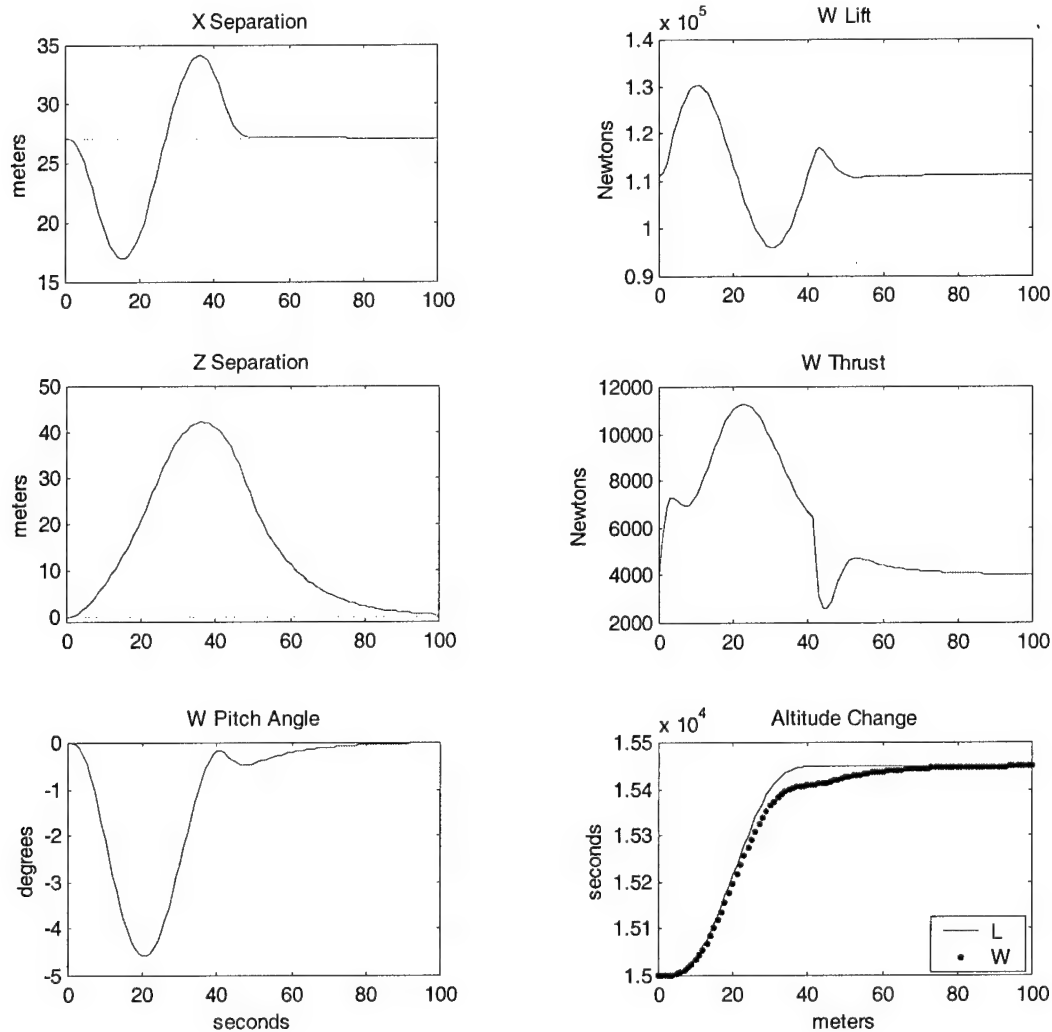 X Separation
35
30
25
20
15
meters
0 20 40 60 80 100
W Lift
x 10^5
1.4
1.3
1.2
1.1
1
0.9
Newtons
0 20 40 60 80 100
Z Separation
50
40
30
20
10
0
meters
0 20 40 60 80 100
W Thrust
12000
10000
8000
6000
4000
2000
Newtons
0 20 40 60 80 100
W Pitch Angle
0
-1
-2
-3
-4
-5
degrees
0 20 40 60 80 100
seconds
Altitude Change
x 10^4
1.55
1.54
1.53
1.52
1.51
1.5
seconds
L
W
0 20 40 60 80 100
meters